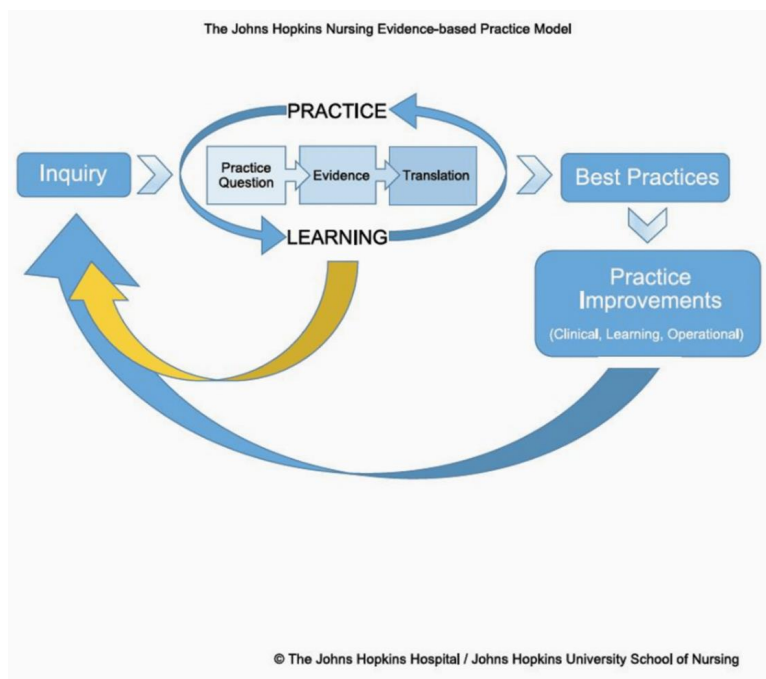 The Johns Hopkins Nursing Evidence-based Practice Model
PRACTICE
Inquiry
Practice
Question
Evidence
Translation
LEARNING
Best Practices
Practice
Improvements
(Clinical, Learning, Operational)
© The Johns Hopkins Hospital / Johns Hopkins University School of Nursing